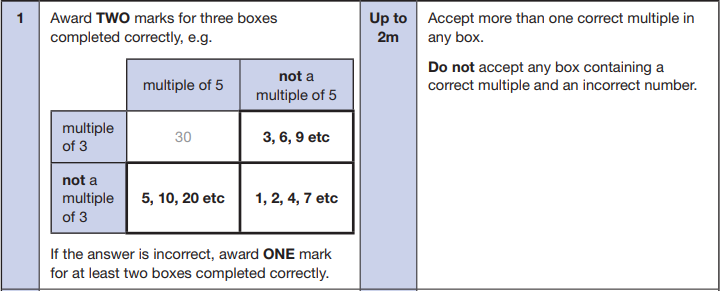 1
Award TWO marks for three boxes
completed correctly, e.g.
multiple of 5
not a
multiple of 5
multiple
of 3
30
3, 6, 9 etc
not a
multiple
of 3
5, 10, 20 etc
1, 2, 4, 7 etc
If the answer is incorrect, award ONE mark
for at least two boxes completed correctly.
Up to
2m
Accept more than one correct multiple in
any box.
Do not accept any box containing a
correct multiple and an incorrect number.